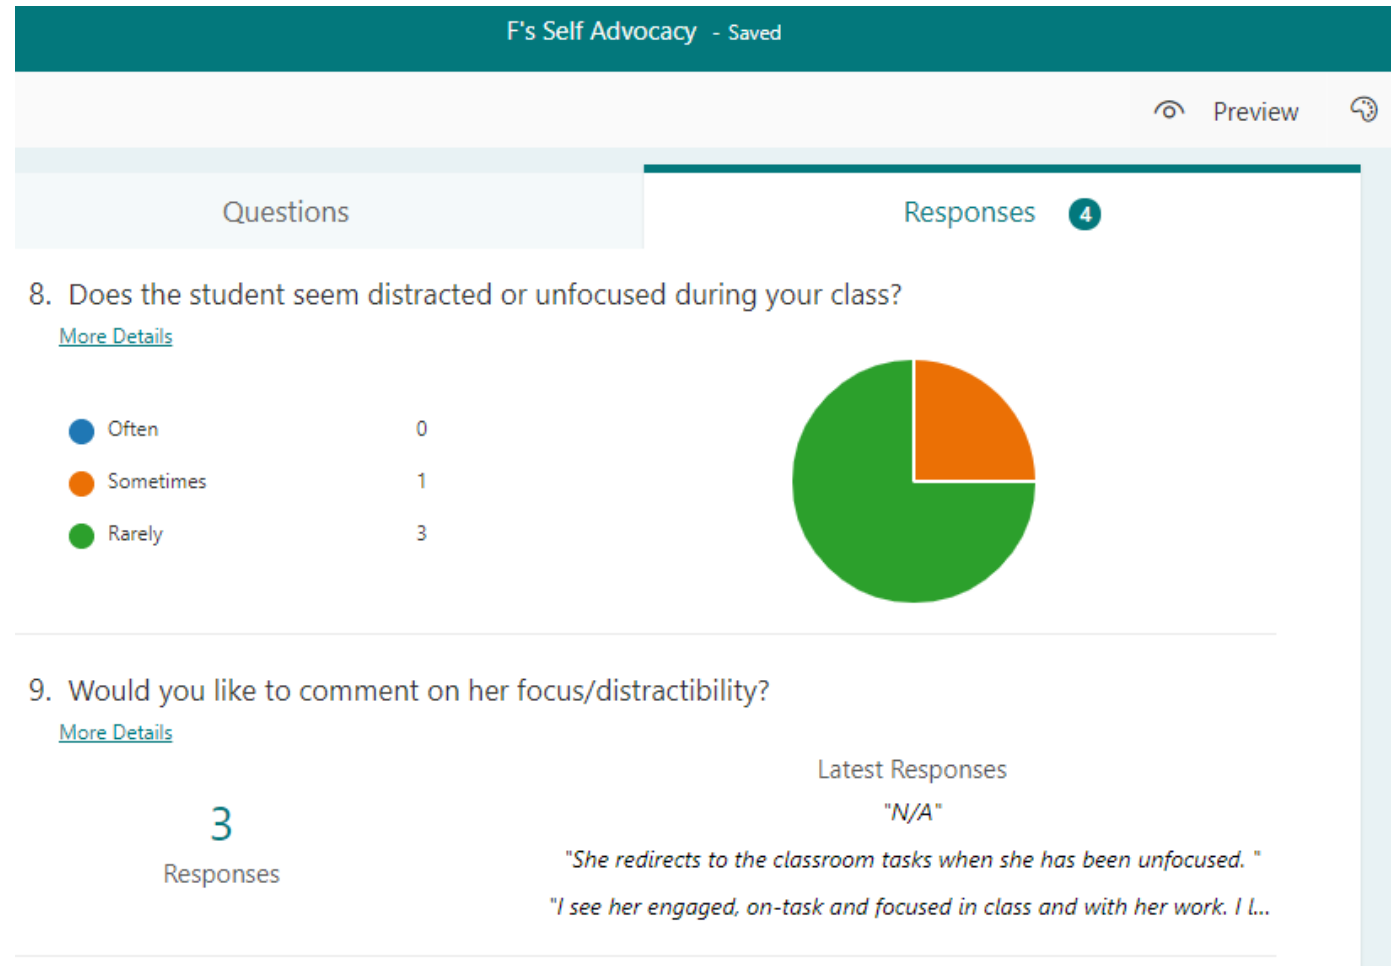 F's Self Advocacy - Saved
Preview
Questions
Responses 4
8. Does the student seem distracted or unfocused during your class?
More Details
Often 0
Sometimes 1
Rarely 3
9. Would you like to comment on her focus/distractibility?
More Details
3
Responses
Latest Responses
"N/A"
"She redirects to the classroom tasks when she has been unfocused. "
"I see her engaged, on-task and focused in class and with her work. I l...